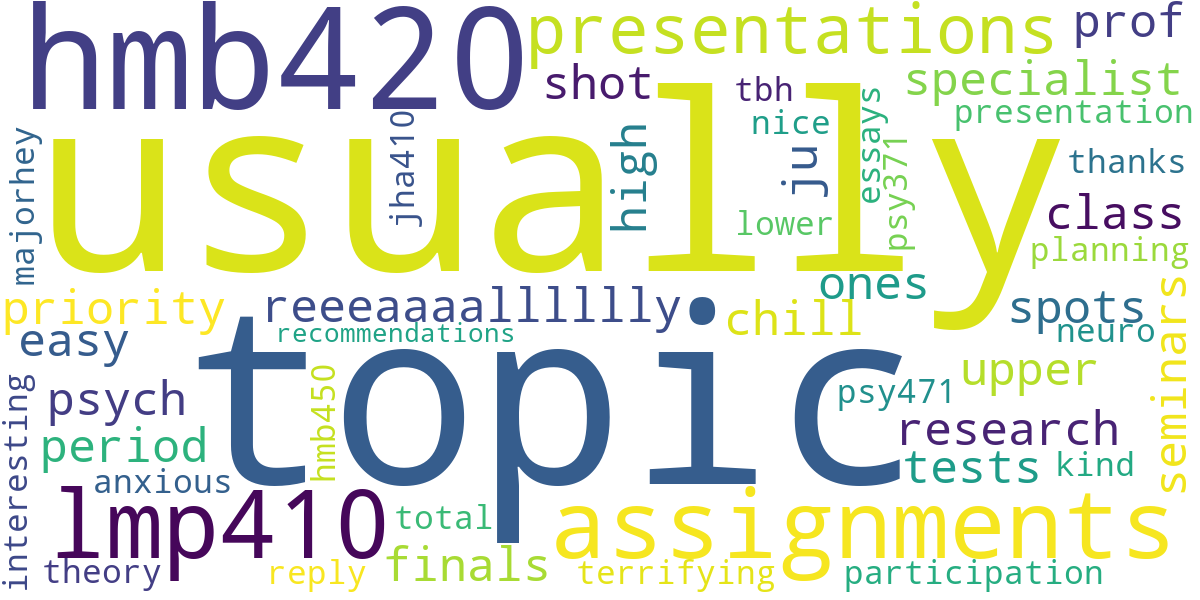 hmb420
presentations
prof
shot
tbh
specialist
nice
essays
presentation
usually
majorhey
jha410
high
ju
psy371
thanks
lower
class
planning
priority
reeeaaaallllllly
ones
chill
spots
neuro
easy
recommendations
topic
seminars
upper
psych
hmb450
psy471
research
period
tests
kind
interesting
anxious
lmp410
total
assignments
finals
theory
reply
terrifying
participation